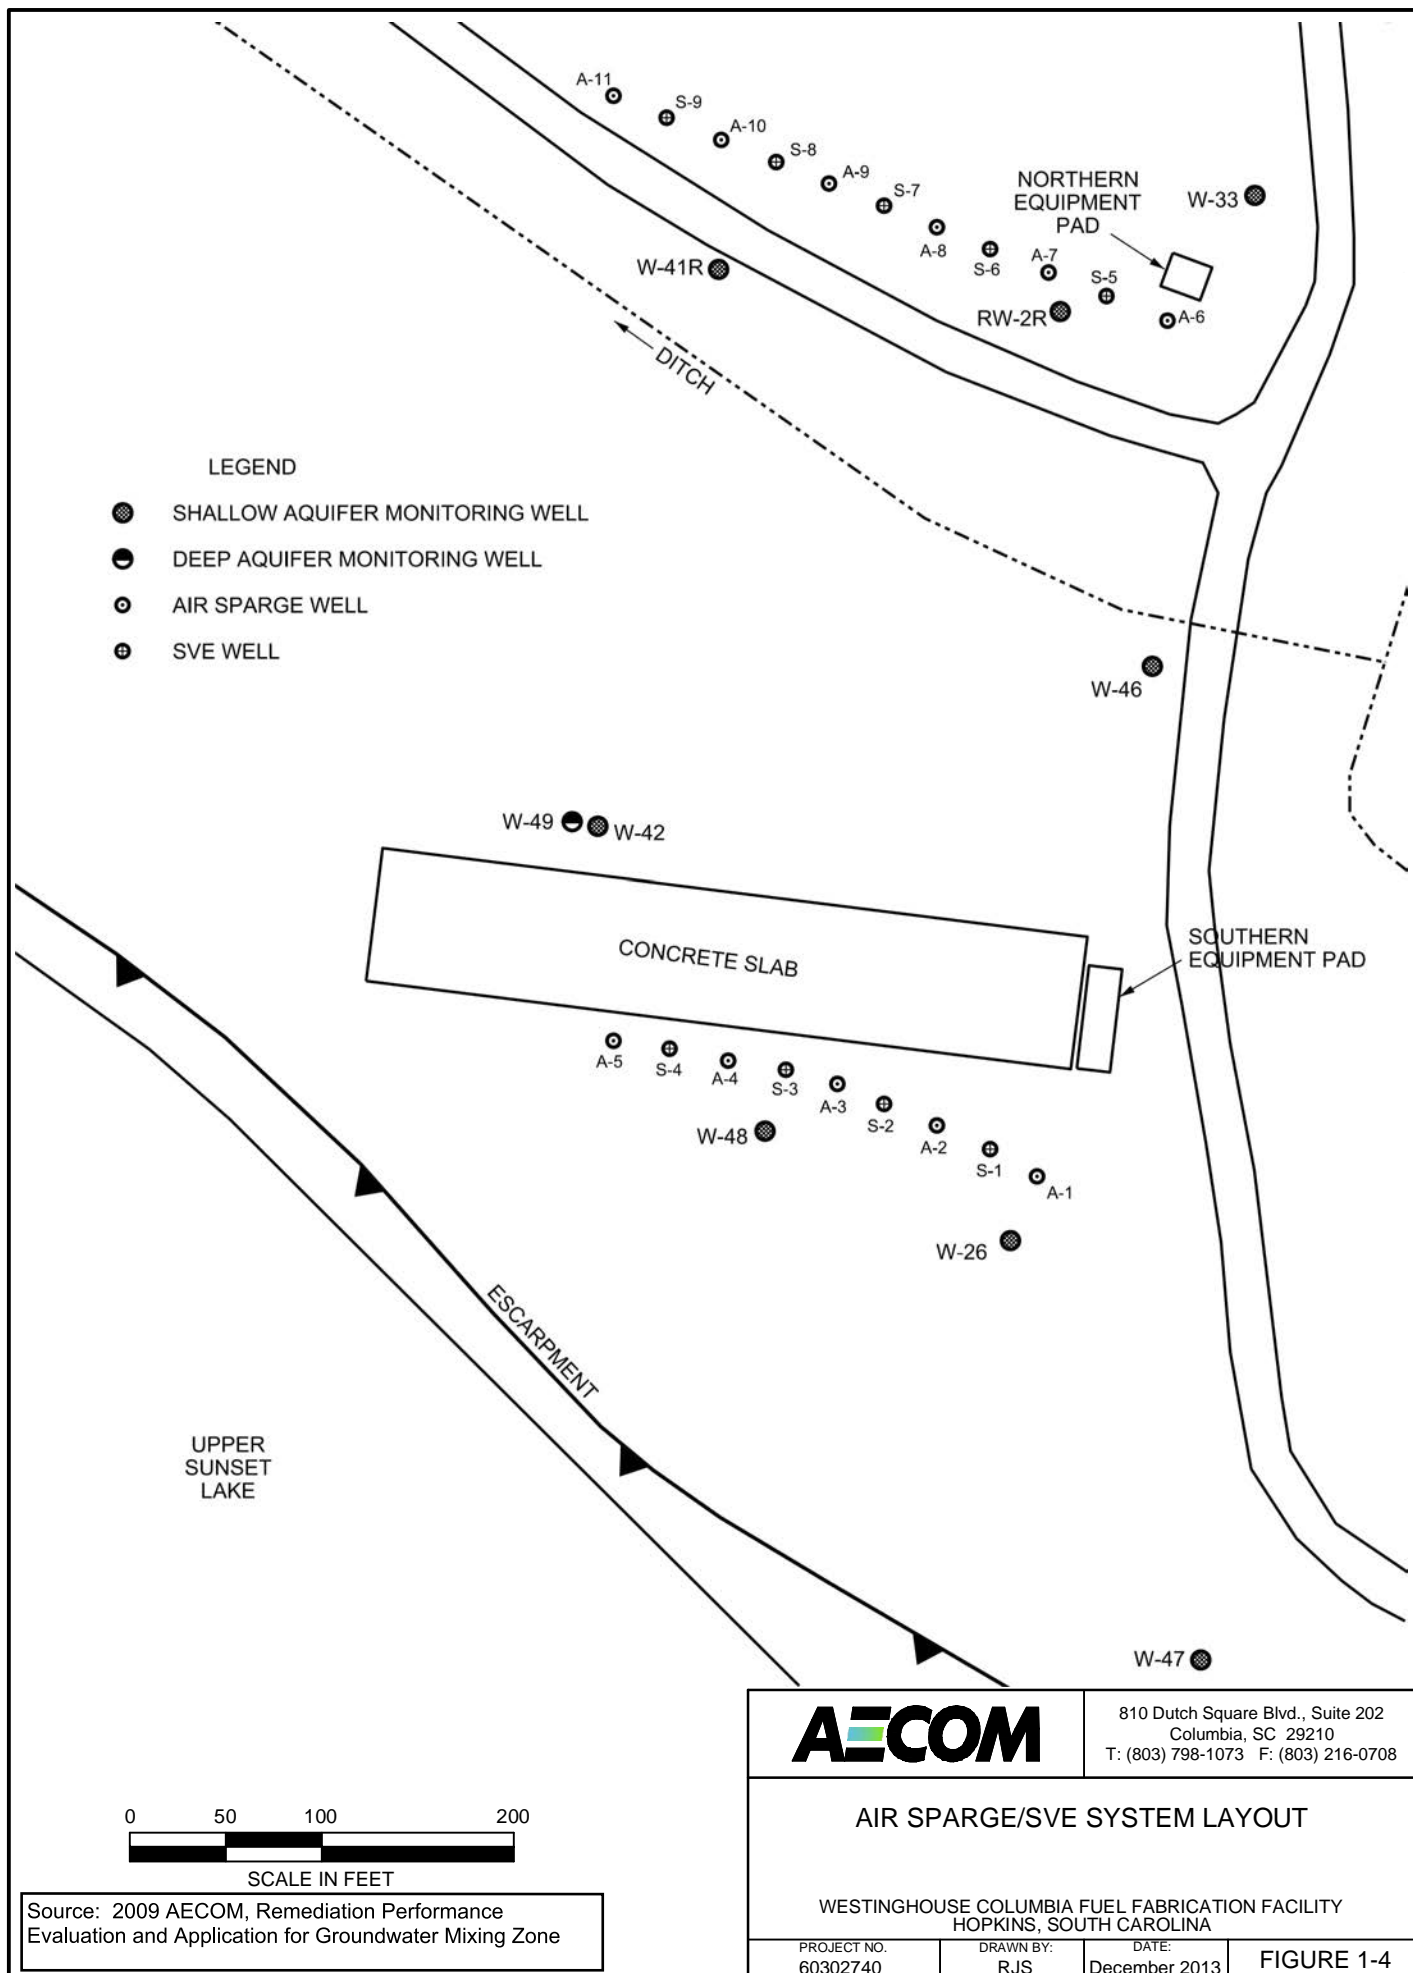 A-11
S-9
A-10
S-8
A-9
S-7
A-8
S-6
A-7
S-5
A-6
NORTHERN
EQUIPMENT
PAD
W-33
W-41R
RW-2R
DITCH
LEGEND
SHALLOW AQUIFER MONITORING WELL
DEEP AQUIFER MONITORING WELL
AIR SPARGE WELL
SVE WELL
W-46
W-49
W-42
CONCRETE SLAB
SOUTHERN
EQUIPMENT PAD
A-5
S-4
A-4
S-3
A-3
S-2
A-2
S-1
A-1
W-48
W-26
ESCARPMENT
UPPER
SUNSET
LAKE
W-47
0 50 100 200
SCALE IN FEET
Source: 2009 AECOM, Remediation Performance
Evaluation and Application for Groundwater Mixing Zone
AECOM
810 Dutch Square Blvd., Suite 202
Columbia, SC 29210
T: (803) 798-1073 F: (803) 216-0708
AIR SPARGE/SVE SYSTEM LAYOUT
WESTINGHOUSE COLUMBIA FUEL FABRICATION FACILITY
HOPKINS, SOUTH CAROLINA
PROJECT NO.
60302740
DRAWN BY:
RJS
DATE:
December 2013
FIGURE 1-4